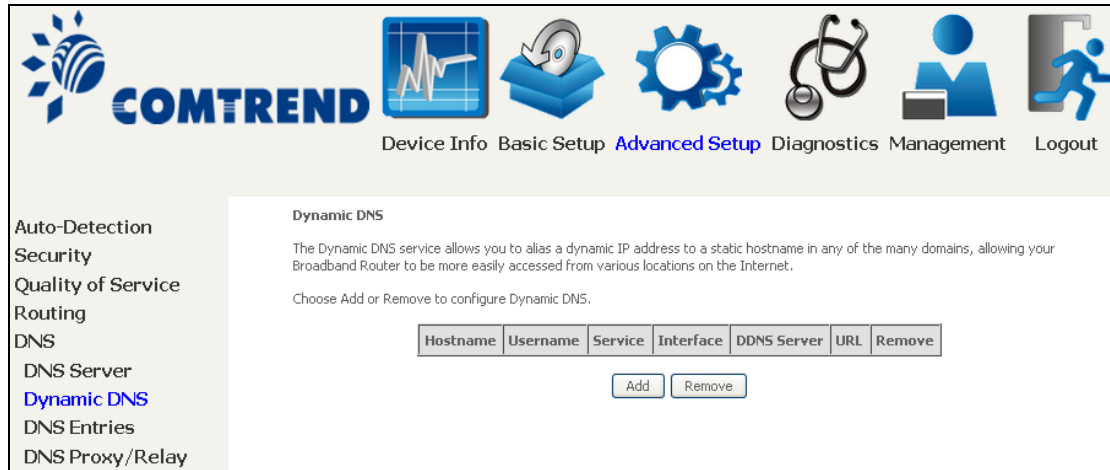 COMTREND
Device Info Basic Setup Advanced Setup Diagnostics Management Logout
Auto-Detection
Security
Quality of Service
Routing
DNS
DNS Server
Dynamic DNS
DNS Entries
DNS Proxy/Relay
Dynamic DNS
The Dynamic DNS service allows you to alias a dynamic IP address to a static hostname in any of the many domains, allowing your
Broadband Router to be more easily accessed from various locations on the Internet.
Choose Add or Remove to configure Dynamic DNS.
Hostname Username Service Interface DDNS Server URL Remove
Add Remove